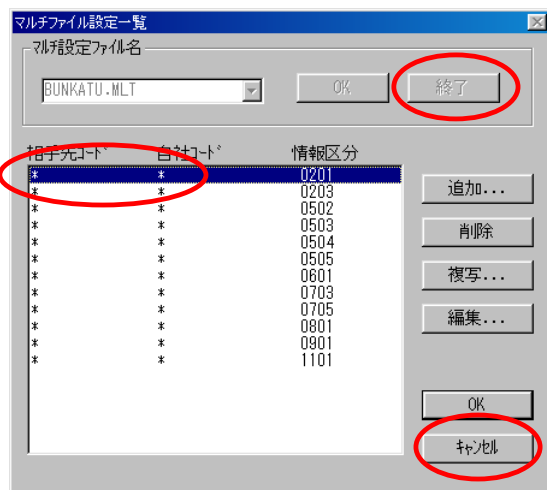 マルチファイル設定一覧
マルチ設定ファイル名
BUNKATU.MLT OK 終了
相手先コード 自社コード 情報区分
* * 0201
* * 0203
* * 0502
* * 0503
* * 0504
* * 0505
* * 0601
* * 0703
* * 0705
* * 0801
* * 0901
* * 1101
追加...
削除
複写...
編集...
OK
キャンセル